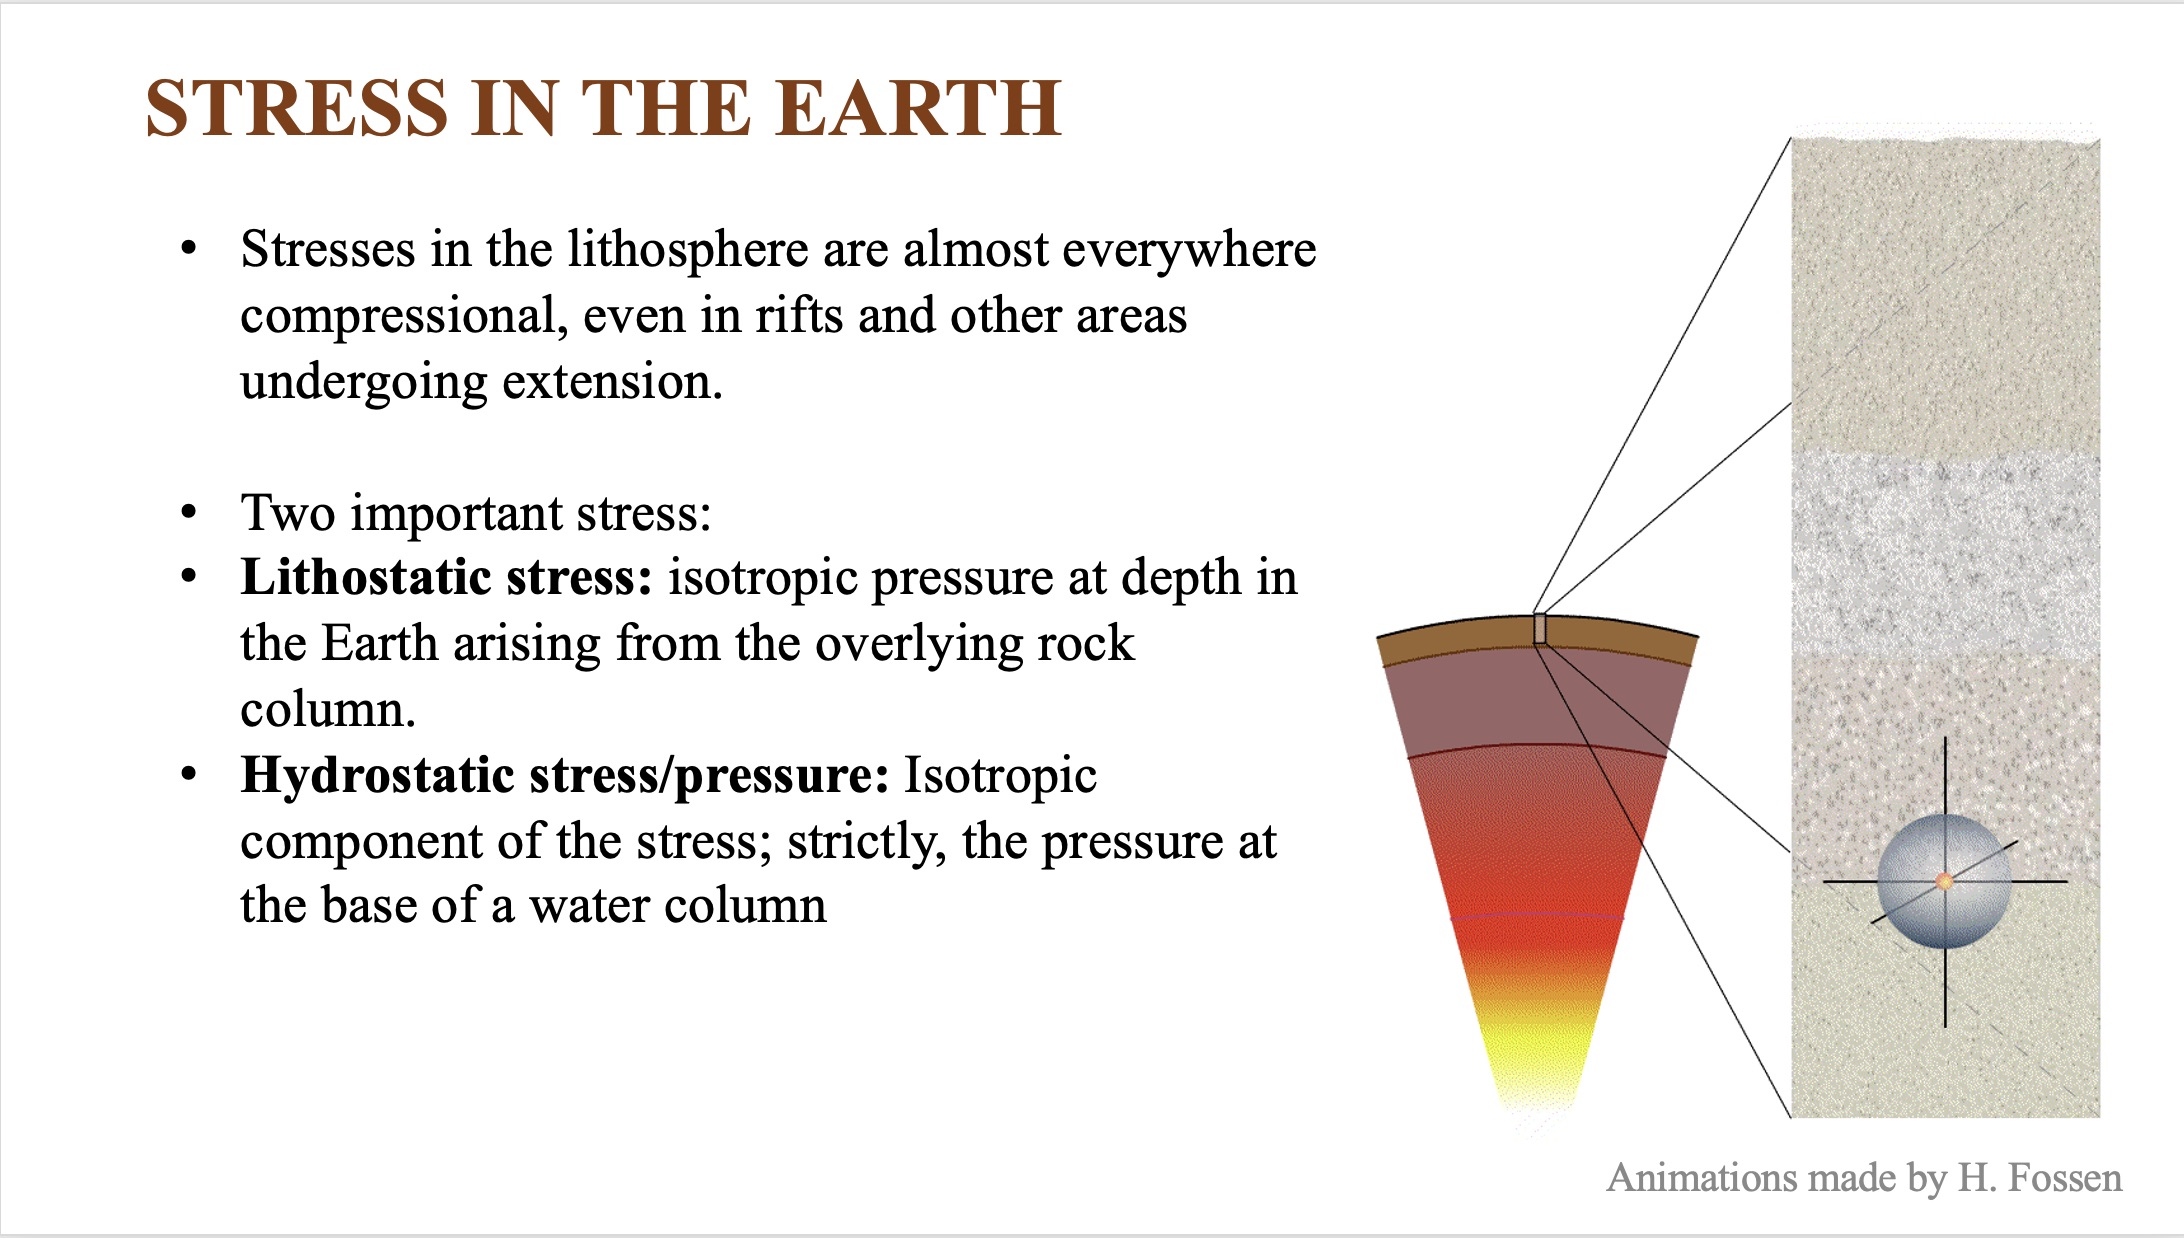 STRESS IN THE EARTH
• Stresses in the lithosphere are almost everywhere
compressional, even in rifts and other areas
undergoing extension.
• Two important stress:
• Lithostatic stress: isotropic pressure at depth in
the Earth arising from the overlying rock
column.
• Hydrostatic stress/pressure: Isotropic
component of the stress; strictly, the pressure at
the base of a water column
Animations made by H. Fossen